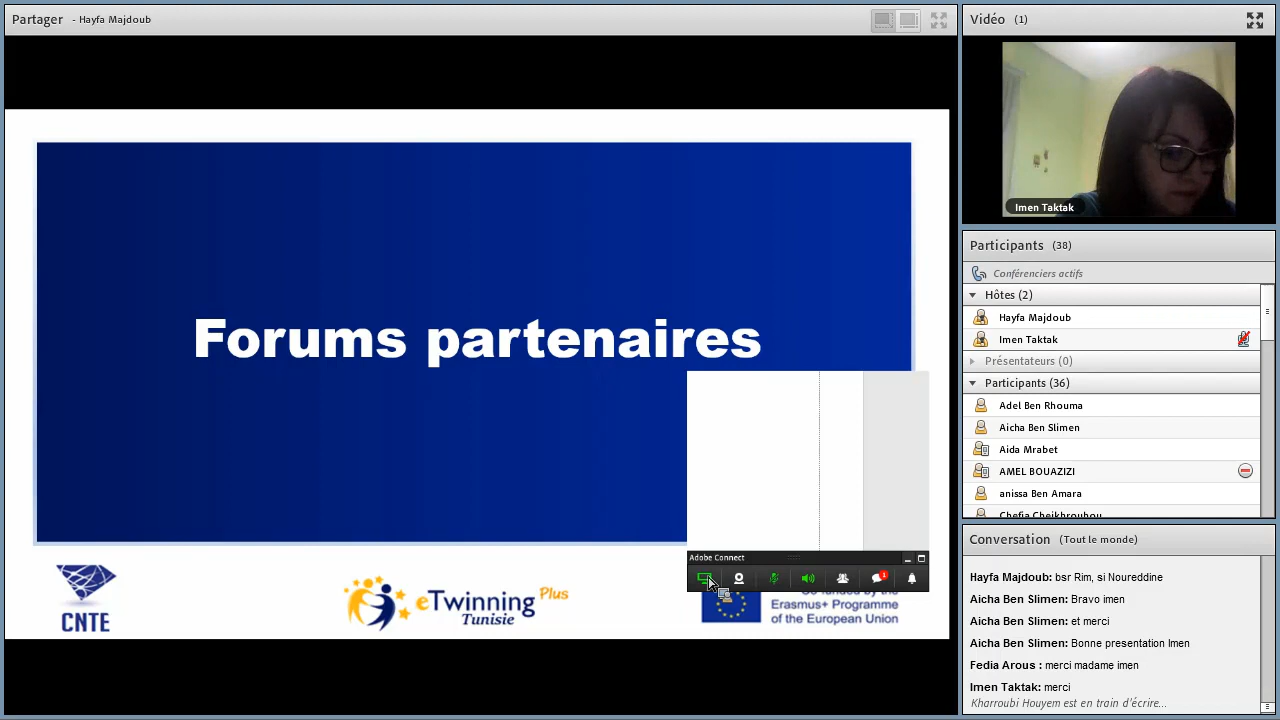 Partager - Hayfa Majdoub
Forums partenaires
CNTE
eTwinning Plus
Tunisie
Adobe Connect
1
Erasmus+ Programme
of the European Union
Vidéo (1)
Imen Taktak
Participants (38)
Conférenciers actifs
Hôtes (2)
Hayfa Majdoub
Imen Taktak
Présentateurs (0)
Participants (36)
Adel Ben Rhouma
Aicha Ben Slimen
Aida Mrabet
AMEL BOUAZIZI
anissa Ben Amara
Chefia Cheikhrouhou
Conversation (Tout le monde)
Hayfa Majdoub: bsr Rim, si Noureddine
Aicha Ben Slimen: Bravo imen
Aicha Ben Slimen: et merci
Aicha Ben Slimen: Bonne presentation Imen
Fedia Arous : merci madame imen
Imen Taktak: merci
Kharroubi Houyem est en train d'écrire...